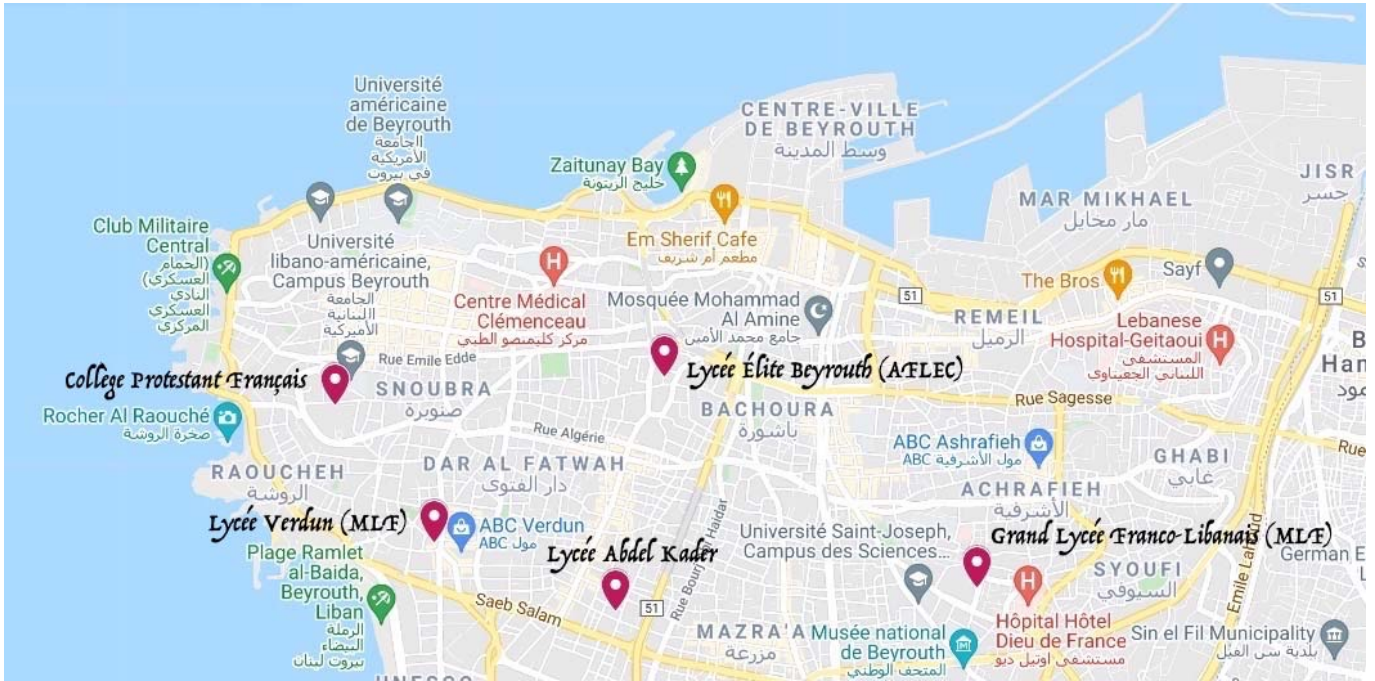 Université
américaine
de Beyrouth
الجامعة
الأمريكية
في بيروت
CENTRE-VILLE
DE BEYROUTH
وسط المدينة
Zaitunay Bay
خليج الزيتونة
JISR
جسر
MAR MIKHAEL
مار مخايل
Club Militaire
Central
(الحمام
العسكري)
النادي
العسكري
المركزي
Université
libano-américaine,
Campus Beyrouth
الجامعة
اللبنانية
الأميركية
Em Sherif Cafe
مطعم أم شريف
Centre Médical
Clémenceau
مركز كليمنصو الطبي
Mosquée Mohammad
Al Amine
جامع محمد الأمين
51
The Bros
Sayf
51
REMEIL
الرميل
Lebanese
Hospital-Geitaoui
المستشفى
اللبناني الجعيتاوي
B
Han
مود
Rue Emile Edde
Collège Protestant Français
SNOUBRA
صنوبرة
Lycée Élite Beyrouth (AFLEC)
Rocher Al Raouché
صخرة الروشة
BACHOURA
باشورة
Rue Sagesse
Rue Algérie
ABC Ashrafieh
مول الأشرفية ABC
Rue
RAOUCHEH
الروشة
DAR AL FATWAH
دار الفتوى
GHABI
غابي
ACHRAFIEH
الأشرفية
Lycée Verdun (MLF)
ABC Verdun
مول ABC
Rue Bourj Abi Haidar
Université Saint-Joseph,
Campus des Sciences...
Grand Lycée Franco-Libanais (MLF)
Lycée Abdel Kader
Plage Ramlet
al-Baida,
Beyrouth,
Liban
الرملة
البيضاء
بيروت لبنان
German E
Emile Lahoud
SYOUFI
السيوفي
Saeb Salam
51
Hôpital Hôtel
Dieu de France
مستشفى اوتيل ديو
MAZRA'A
مزرعة
Musée national
de Beyrouth
المتحف الوطني
Sin el Fil Municipality
بلدية سن الفيل
UNESCO